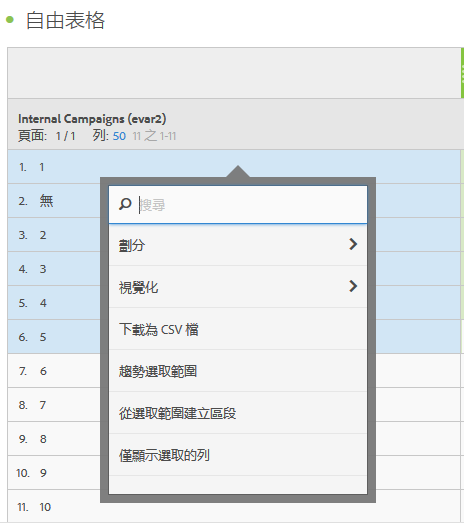 自由表格
Internal Campaigns (evar2)
頁面: 1 / 1 列: 50 11 之 1-11
1. 1
2. 無
3. 2
4. 3
5. 4
6. 5
7. 6
8. 7
9. 8
10. 9
11. 10
搜尋
劃分
視覺化
下載為 CSV 檔
趨勢選取範圍
從選取範圍建立區段
僅顯示選取的列